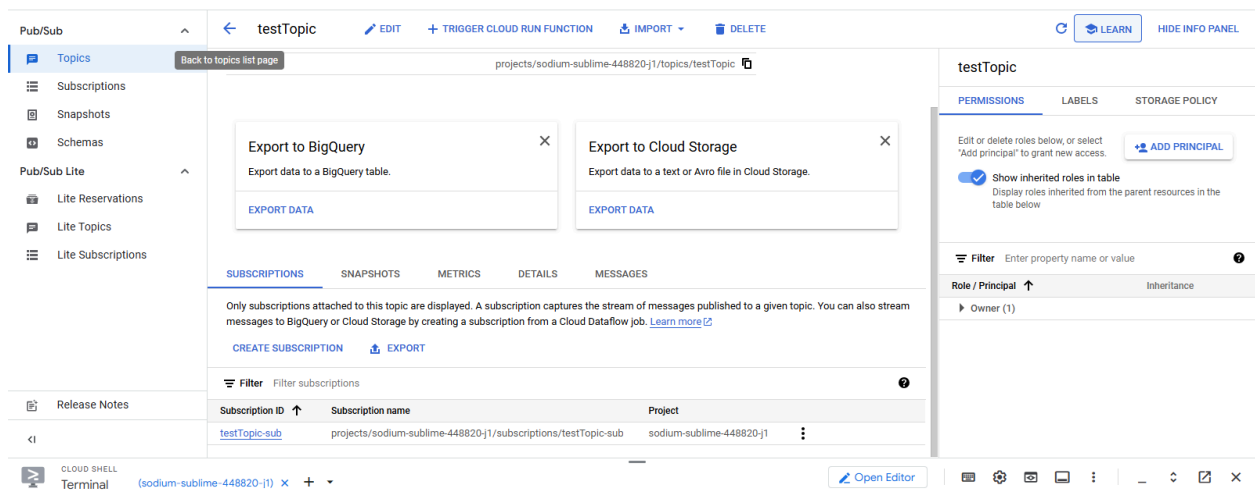 Pub/Sub
testTopic
EDIT
TRIGGER CLOUD RUN FUNCTION
IMPORT
DELETE
LEARN
HIDE INFO PANEL
Topics
Back to topics list page
Subscriptions
Snapshots
Schemas
Pub/Sub Lite
Lite Reservations
Lite Topics
Lite Subscriptions
Release Notes
projects/sodium-sublime-448820-j1/topics/testTopic
Export to BigQuery
Export data to a BigQuery table.
EXPORT DATA
Export to Cloud Storage
Export data to a text or Avro file in Cloud Storage.
EXPORT DATA
SUBSCRIPTIONS SNAPSHOTS METRICS DETAILS MESSAGES
Only subscriptions attached to this topic are displayed. A subscription captures the stream of messages published to a given topic. You can also stream
messages to BigQuery or Cloud Storage by creating a subscription from a Cloud Dataflow job. Learn more
CREATE SUBSCRIPTION EXPORT
Filter Filter subscriptions
Subscription ID Subscription name Project
testTopic-sub projects/sodium-sublime-448820-j1/subscriptions/testTopic-sub sodium-sublime-448820-j1
testTopic
PERMISSIONS LABELS STORAGE POLICY
Edit or delete roles below, or select
"Add principal" to grant new access.
ADD PRINCIPAL
Show inherited roles in table
Display roles inherited from the parent resources in the
table below
Filter Enter property name or value
Role / Principal Inheritance
Owner (1)
CLOUD SHELL
Terminal
(sodium-sublime-448820-j1)
Open Editor